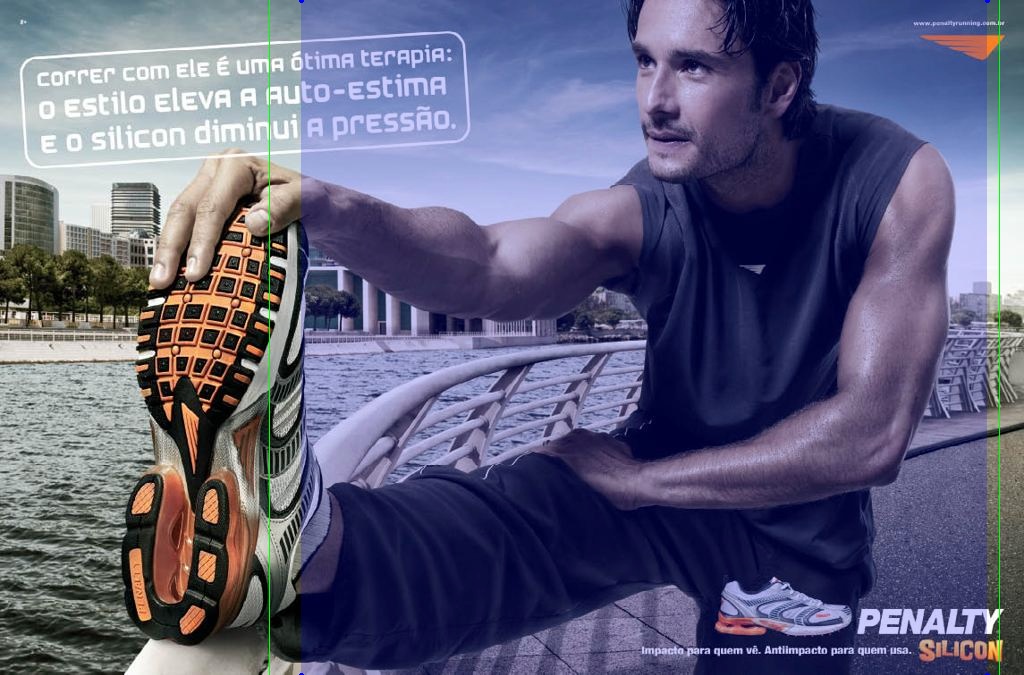 www.penaltyrunning.com.br
correr com ele é uma ótima terapia:
o estilo eleva a auto-estima
e o silicon diminui a pressão.
PENALTY
PENALTY
Impacto para quem vê. Antiimpacto para quem usa. SILICON